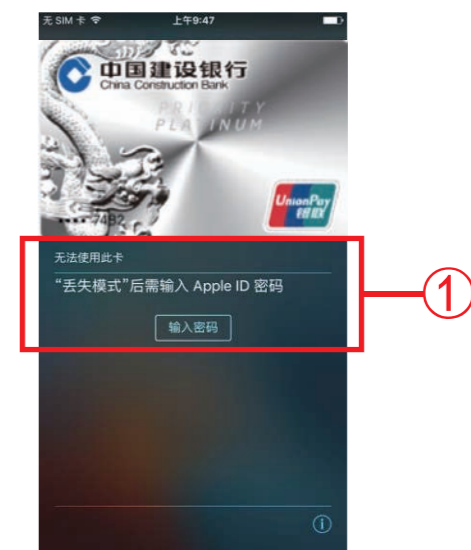 无 SIM 卡 上午9:47
中国建设银行
China Construction Bank
PRIORITY
PLATINUM
•••• 7482
UnionPay
银联
无法使用此卡
“丢失模式”后需输入 Apple ID 密码
输入密码
①